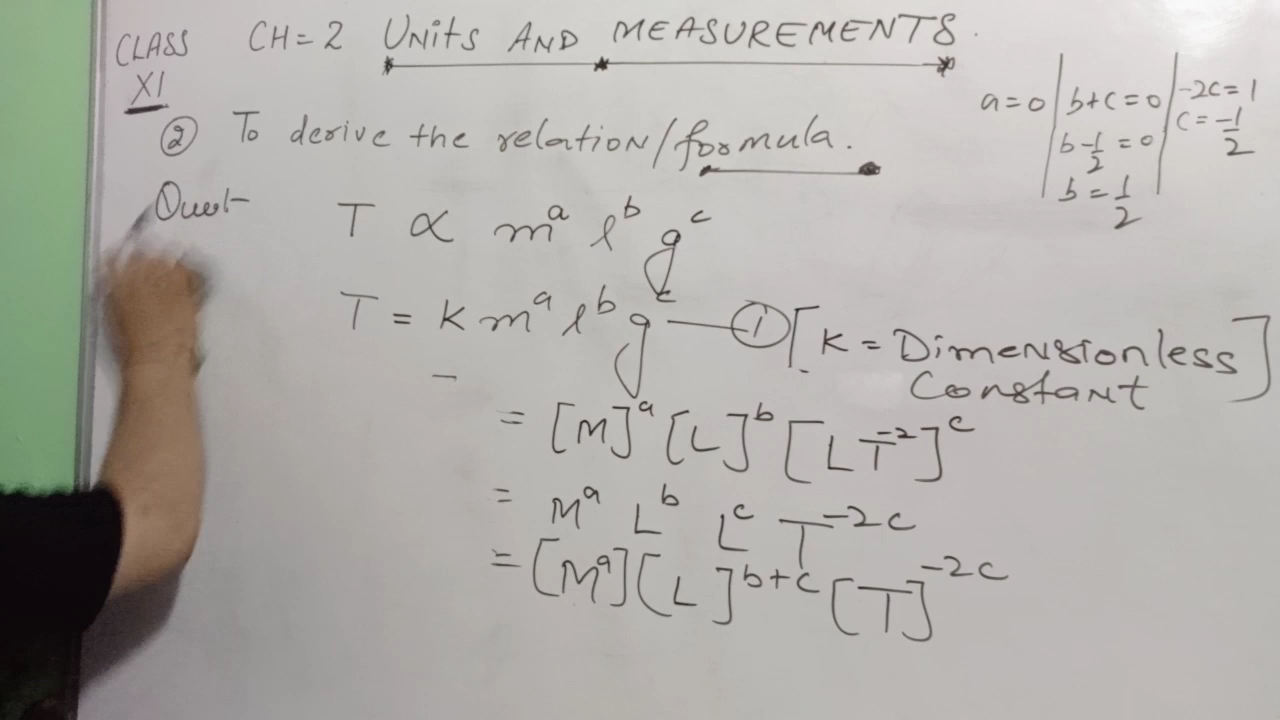 CLASS XI
CH=2 UNitS AND MEASUREMENTS.
② To derive the relation/formula.
Quest
T ∝ m^a l^b g^c
T = K m^a l^b g^c — ① [K = Dimensionless Constant]
= [M]^a [L]^b [LT^-2]^c
= M^a L^b L^c T^-2c
= [M^a] [L]^b+c [T]^-2c
a=0
b+c=0
b-1/2=0
b=1/2
-2c=1
c=-1/2